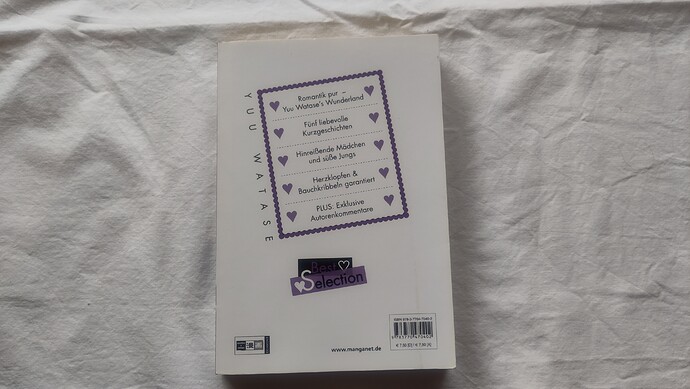 YUU WATASE
Romantik pur –
Yuu Watase's Wunderland
Fünf liebevolle
Kurzgeschichten
Hinreißende Mädchen
und süße Jungs
Herzklopfen &
Bauchkribbeln garantiert
PLUS: Exklusive
Autorenkommentare
Best
Selection
www.manganet.de